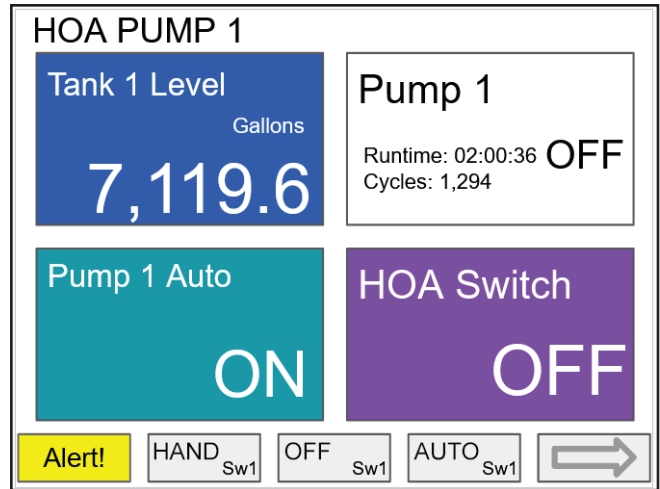 HOA PUMP 1
Tank 1 Level
Gallons
7,119.6
Pump 1
Runtime: 02:00:36 OFF
Cycles: 1,294
Pump 1 Auto
ON
HOA Switch
OFF
Alert!
HAND Sw1
OFF Sw1
AUTO Sw1